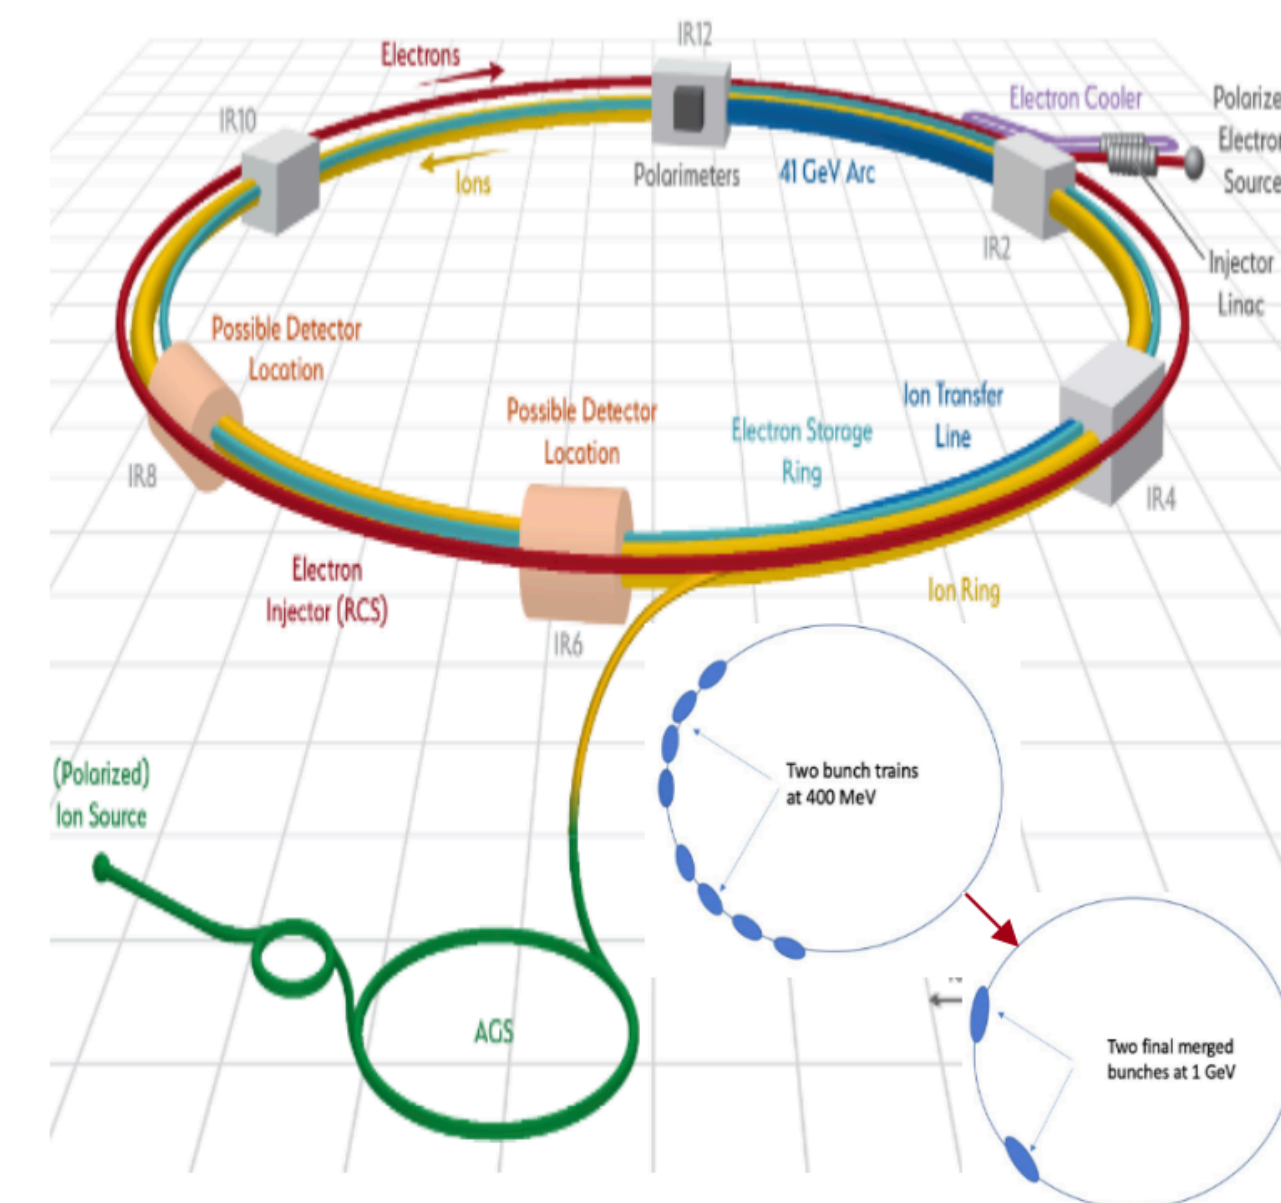 IR12
Electrons
Electron Cooler
IR10
Polarize
Electron
Source
Ions
Polarimeters
41 GeV Arc
IR2
Injector
Linac
Possible Detector
Location
Possible Detector
Location
Ion Transfer
Line
Electron Storage
Ring
IR8
IR4
Electron
Injector (RCS)
Ion Ring
IR6
(Polarized)
Ion Source
Two bunch trains
at 400 MeV
AGS
Two final merged
bunches at 1 GeV